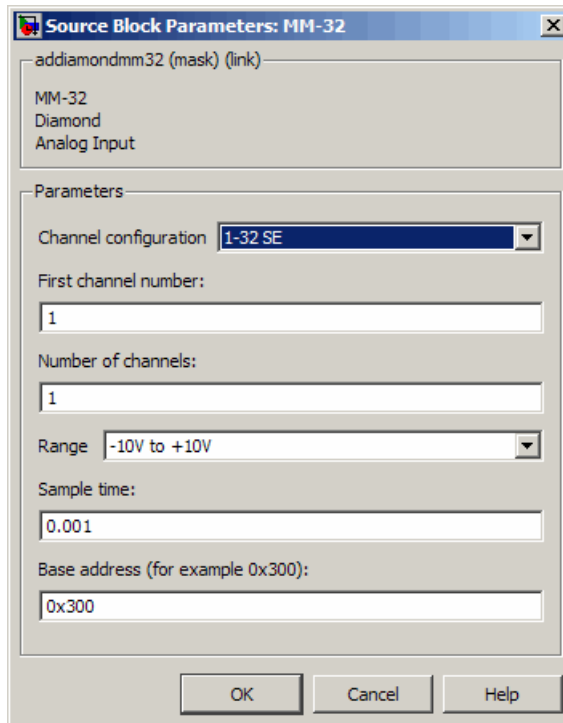 Source Block Parameters: MM-32
addiamondmm32 (mask) (link)
MM-32
Diamond
Analog Input
Parameters
Channel configuration 1-32 SE
First channel number:
1
Number of channels:
1
Range -10V to +10V
Sample time:
0.001
Base address (for example 0x300):
0x300
OK Cancel Help